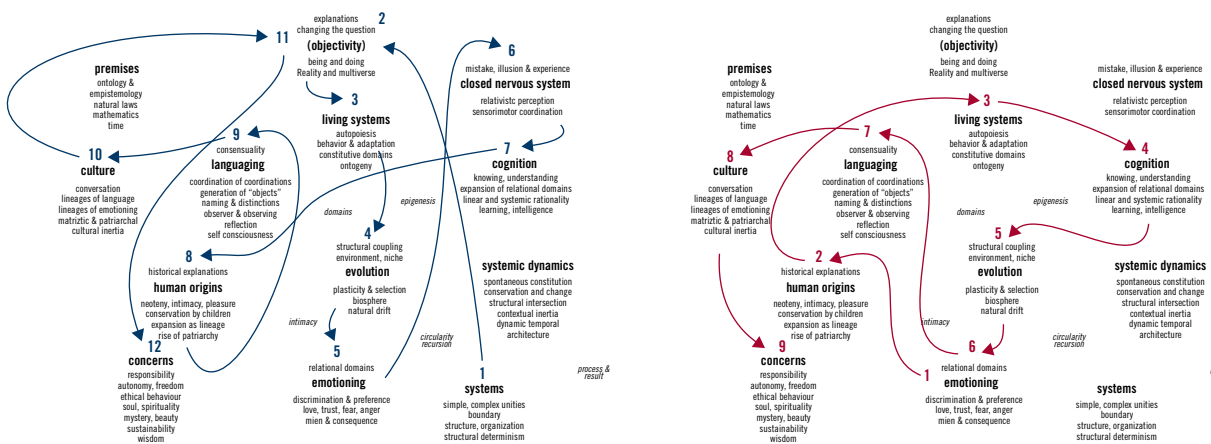 explanations
changing the question
2
11
(objectivity)
being and doing
Reality and multiverse
6
mistake, illusion & experience
closed nervous system
relativistc perception
sensorimotor coordination
premises
ontology &
empistemology
natural laws
mathematics
time
3
living systems
autopoiesis
behavior & adaptation
constitutive domains
ontogeny
9
consensuality
languaging
coordination of coordinations
generation of "objects"
naming & distinctions
observer & observing
reflection
self consciousness
7
cognition
knowing, understanding
expansion of relational domains
linear and systemic rationality
learning, intelligence
10
culture
conversation
lineages of language
lineages of emotioning
matriztic & patriarchal
cultural inertia
epigenesis
domains
4
structural coupling
environment, niche
evolution
plasticity & selection
biosphere
natural drift
8
historical explanations
human origins
neoteny, intimacy, pleasure
conservation by children
expansion as lineage
rise of patriarchy
systemic dynamics
spontaneous constitution
conservation and change
structural intersection
contextual inertia
dynamic temporal
architecture
intimacy
circularity
recursion
12
concerns
responsibility
autonomy, freedom
ethical behaviour
soul, spirituality
mystery, beauty
sustainability
wisdom
5
relational domains
emotioning
discrimination & preference
love, trust, fear, anger
mien & consequence
1
systems
simple, complex unities
boundary
structure, organization
structural determinism
process &
result
explanations
changing the question
(objectivity)
being and doing
Reality and multiverse
mistake, illusion & experience
closed nervous system
relativistc perception
sensorimotor coordination
premises
ontology &
empistemology
natural laws
mathematics
time
3
living systems
autopoiesis
behavior & adaptation
constitutive domains
ontogeny
7
consensuality
languaging
coordination of coordinations
generation of "objects"
naming & distinctions
observer & observing
reflection
self consciousness
4
cognition
knowing, understanding
expansion of relational domains
linear and systemic rationality
learning, intelligence
8
culture
conversation
lineages of language
lineages of emotioning
matriztic & patriarchal
cultural inertia
epigenesis
domains
5
structural coupling
environment, niche
evolution
plasticity & selection
biosphere
natural drift
2
historical explanations
human origins
neoteny, intimacy, pleasure
conservation by children
expansion as lineage
rise of patriarchy
systemic dynamics
spontaneous constitution
conservation and change
structural intersection
contextual inertia
dynamic temporal
architecture
intimacy
circularity
recursion
9
concerns
responsibility
autonomy, freedom
ethical behaviour
soul, spirituality
mystery, beauty
sustainability
wisdom
6
relational domains
1
emotioning
discrimination & preference
love, trust, fear, anger
mien & consequence
systems
simple, complex unities
boundary
structure, organization
structural determinism